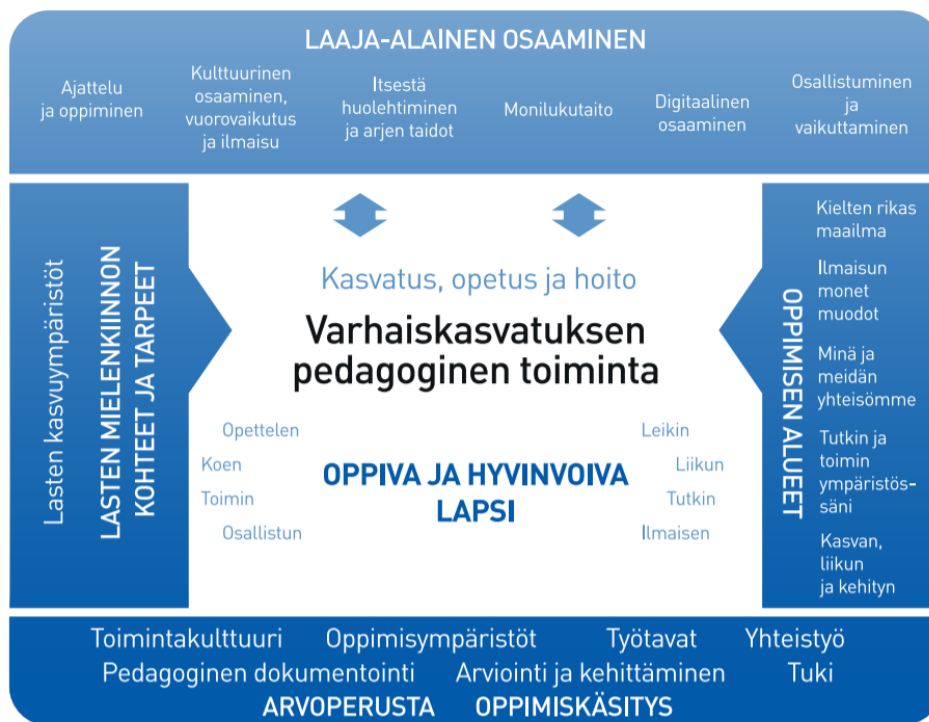 LAAJA-ALAINEN OSAAMINEN
Ajattelu
ja oppiminen
Kulttuurinen
osaaminen,
vuorovaikutus
ja ilmaisu
Itsestä
huolehtiminen
ja arjen taidot
Monilukutaito
Digitaalinen
osaaminen
Osallistuminen
ja
vaikuttaminen
Lasten kasvuympäristöt
LASTEN MIELENKIINNON
KOHTEET JA TARPEET
Kasvatus, opetus ja hoito
Varhaiskasvatuksen
pedagoginen toiminta
Opettelen
Koen
Toimin
Osallistun
OPPIVA JA HYVINVOIVA
LAPSI
Leikin
Liikun
Tutkin
Ilmaisen
OPPIMISEN ALUEET
Kielten rikas
maailma
Ilmaisun
monet
muodot
Minä ja
meidän
yhteisömme
Tutkin ja
toimin
ympäristös-
säni
Kasvan,
liikun
ja kehityn
Toimintakulttuuri Oppimisympäristöt Työtavat Yhteistyö
Pedagoginen dokumentointi Arviointi ja kehittäminen Tuki
ARVOPERUSTA OPPIMISKÄSITYS